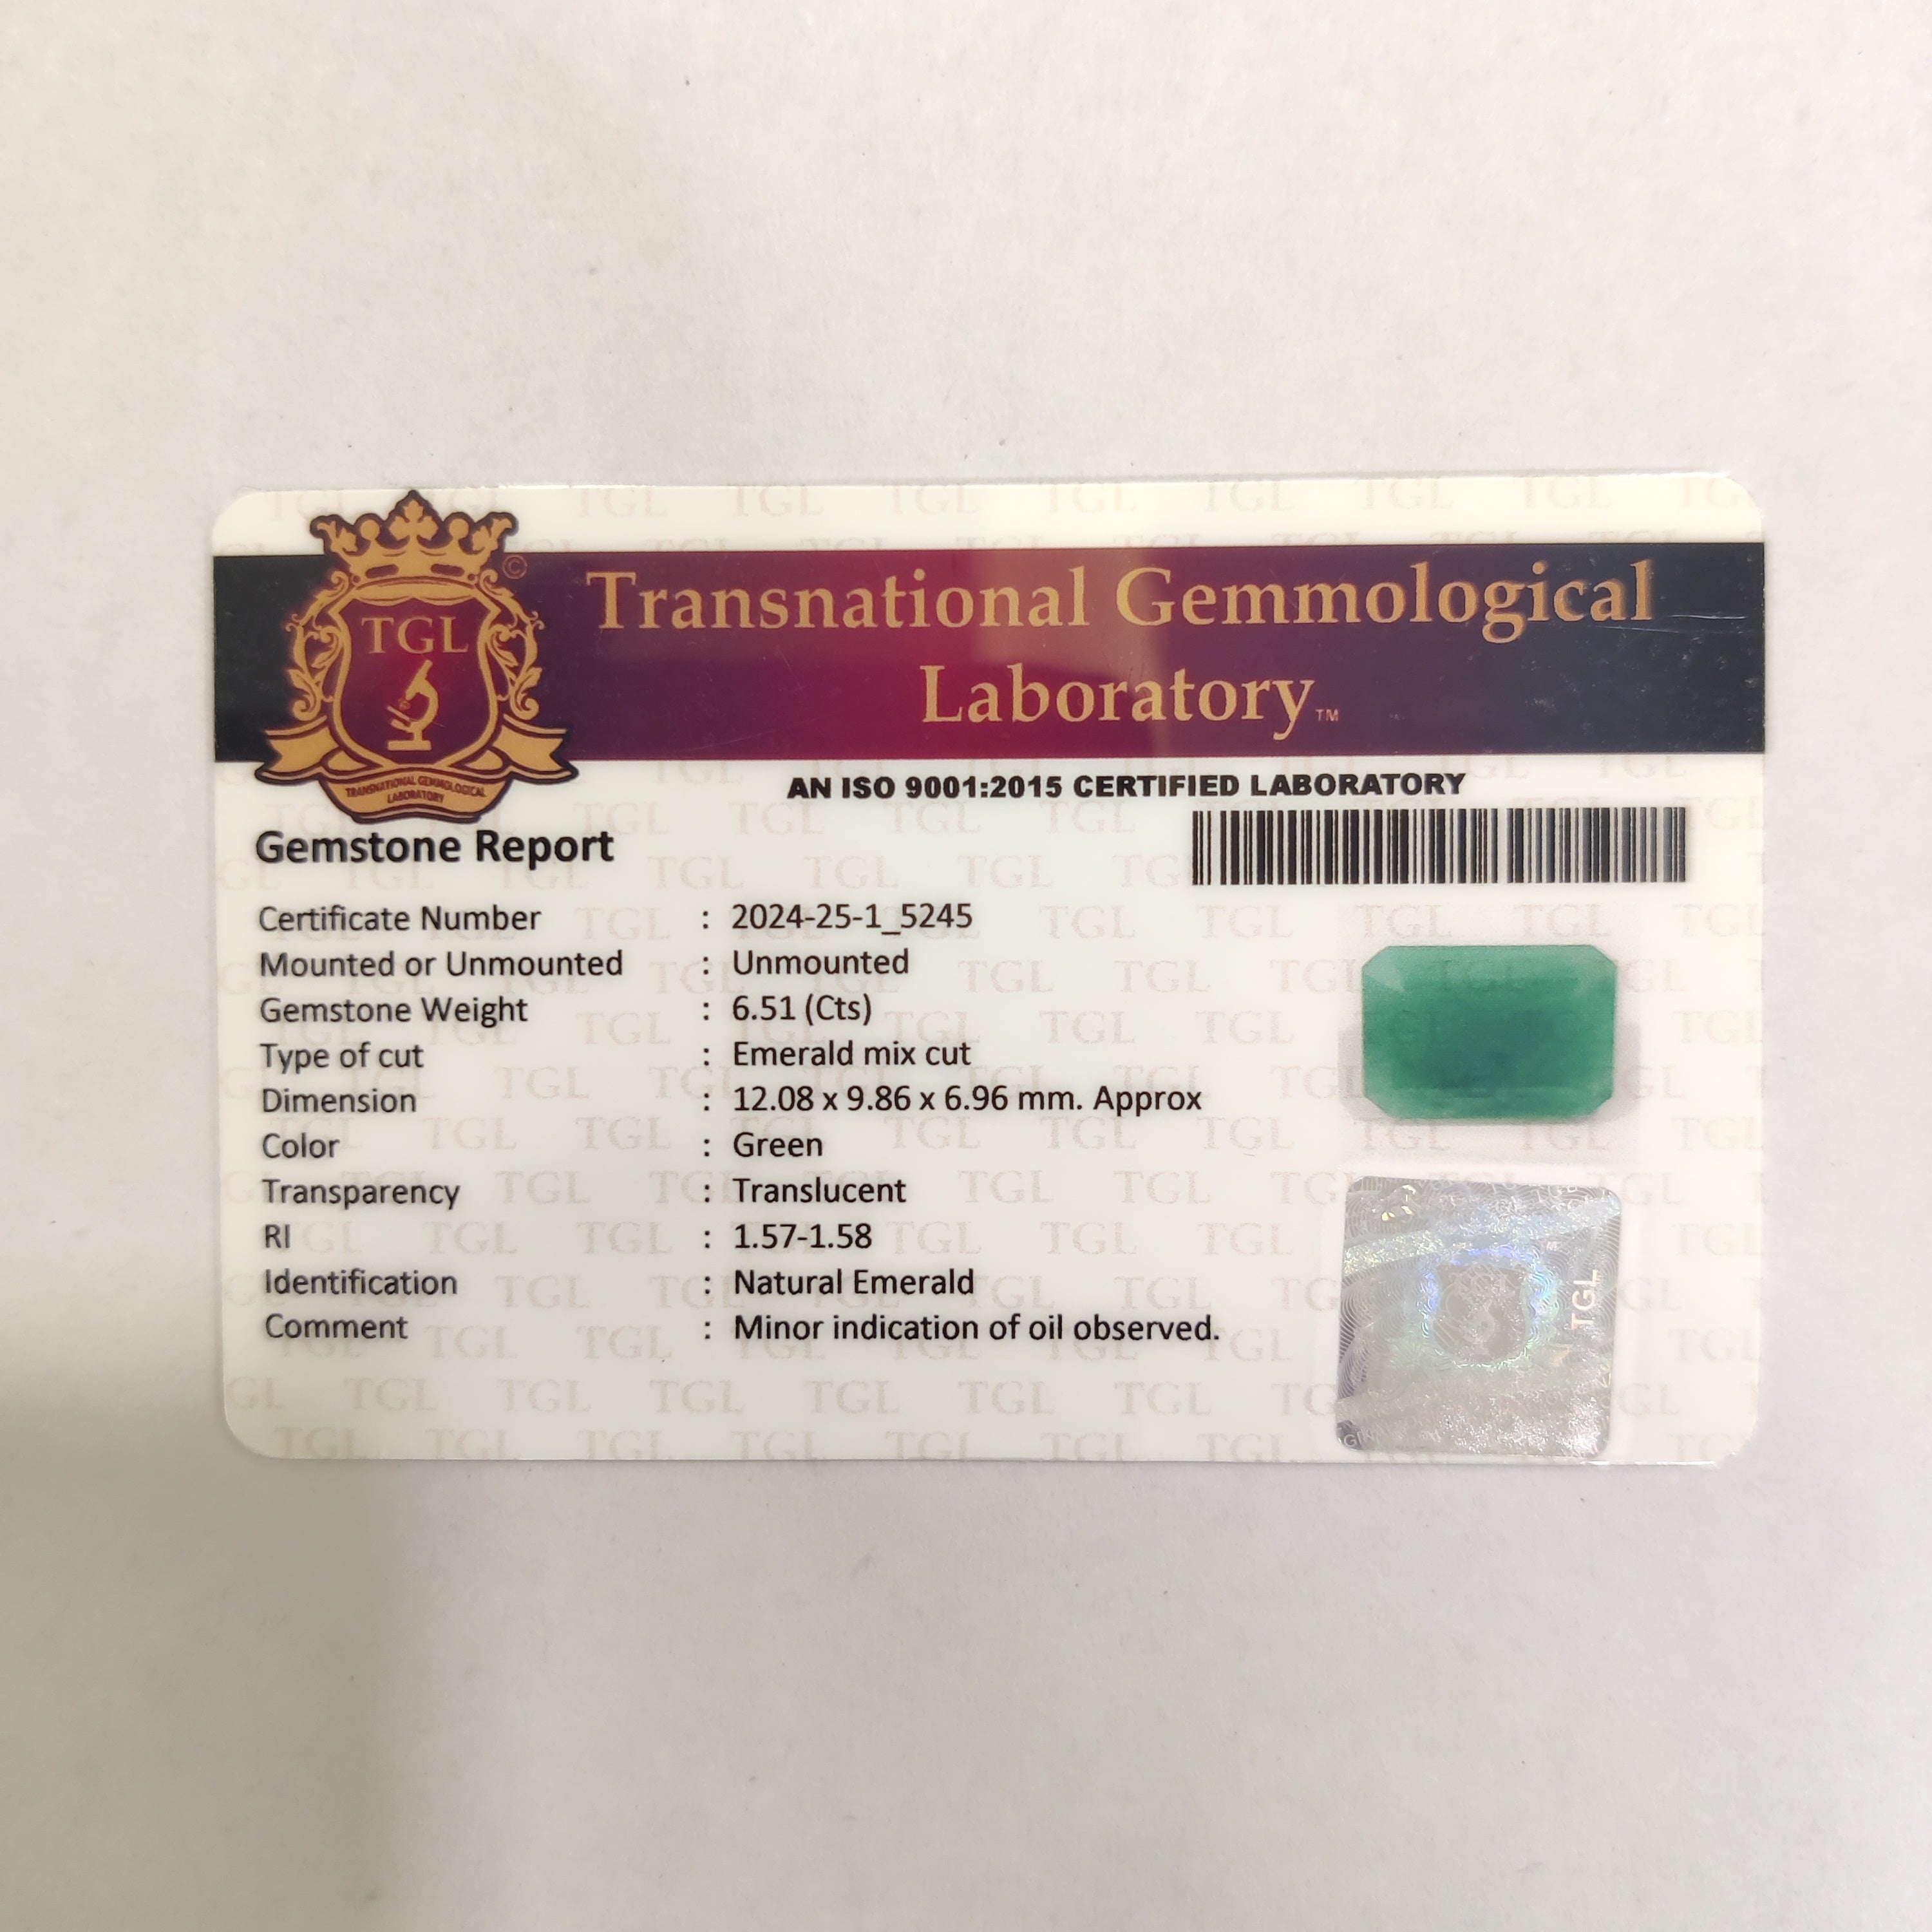 TGL
©
TRANSNATIONAL GEMMOLOGICAL
LABORATORY
Transnational Gemmological
Laboratory™
AN ISO 9001:2015 CERTIFIED LABORATORY
Gemstone Report
Certificate Number : 2024-25-1_5245
Mounted or Unmounted : Unmounted
Gemstone Weight : 6.51 (Cts)
Type of cut : Emerald mix cut
Dimension : 12.08 x 9.86 x 6.96 mm. Approx
Color : Green
Transparency : Translucent
RI : 1.57-1.58
Identification : Natural Emerald
Comment : Minor indication of oil observed.
TGL